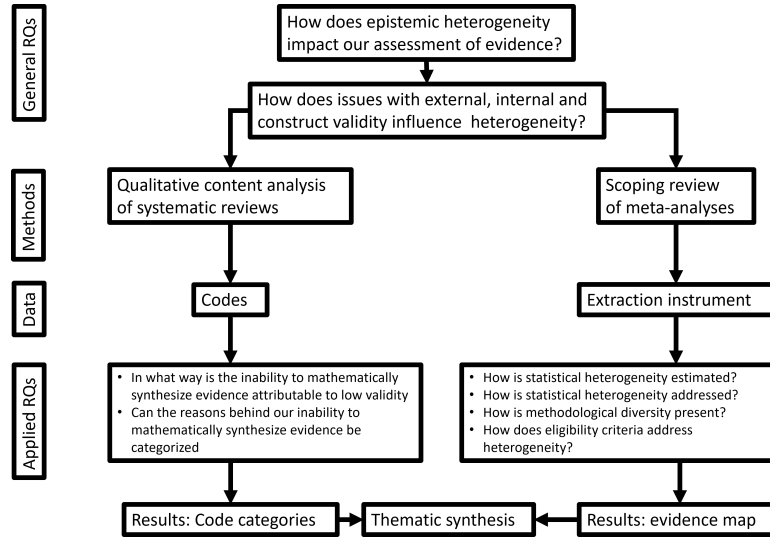 General RQs
How does epistemic heterogeneity
impact our assessment of evidence?
How does issues with external, internal and
construct validity influence heterogeneity?
Methods
Qualitative content analysis
of systematic reviews
Scoping review
of meta-analyses
Data
Codes
Extraction instrument
Applied RQs
• In what way is the inability to mathematically
synthesize evidence attributable to low validity
• Can the reasons behind our inability to
mathematically synthesize evidence be
categorized
• How is statistical heterogeneity estimated?
• How is statistical heterogeneity addressed?
• How is methodological diversity present?
• How does eligibility criteria address
heterogeneity?
Results: Code categories
Thematic synthesis
Results: evidence map